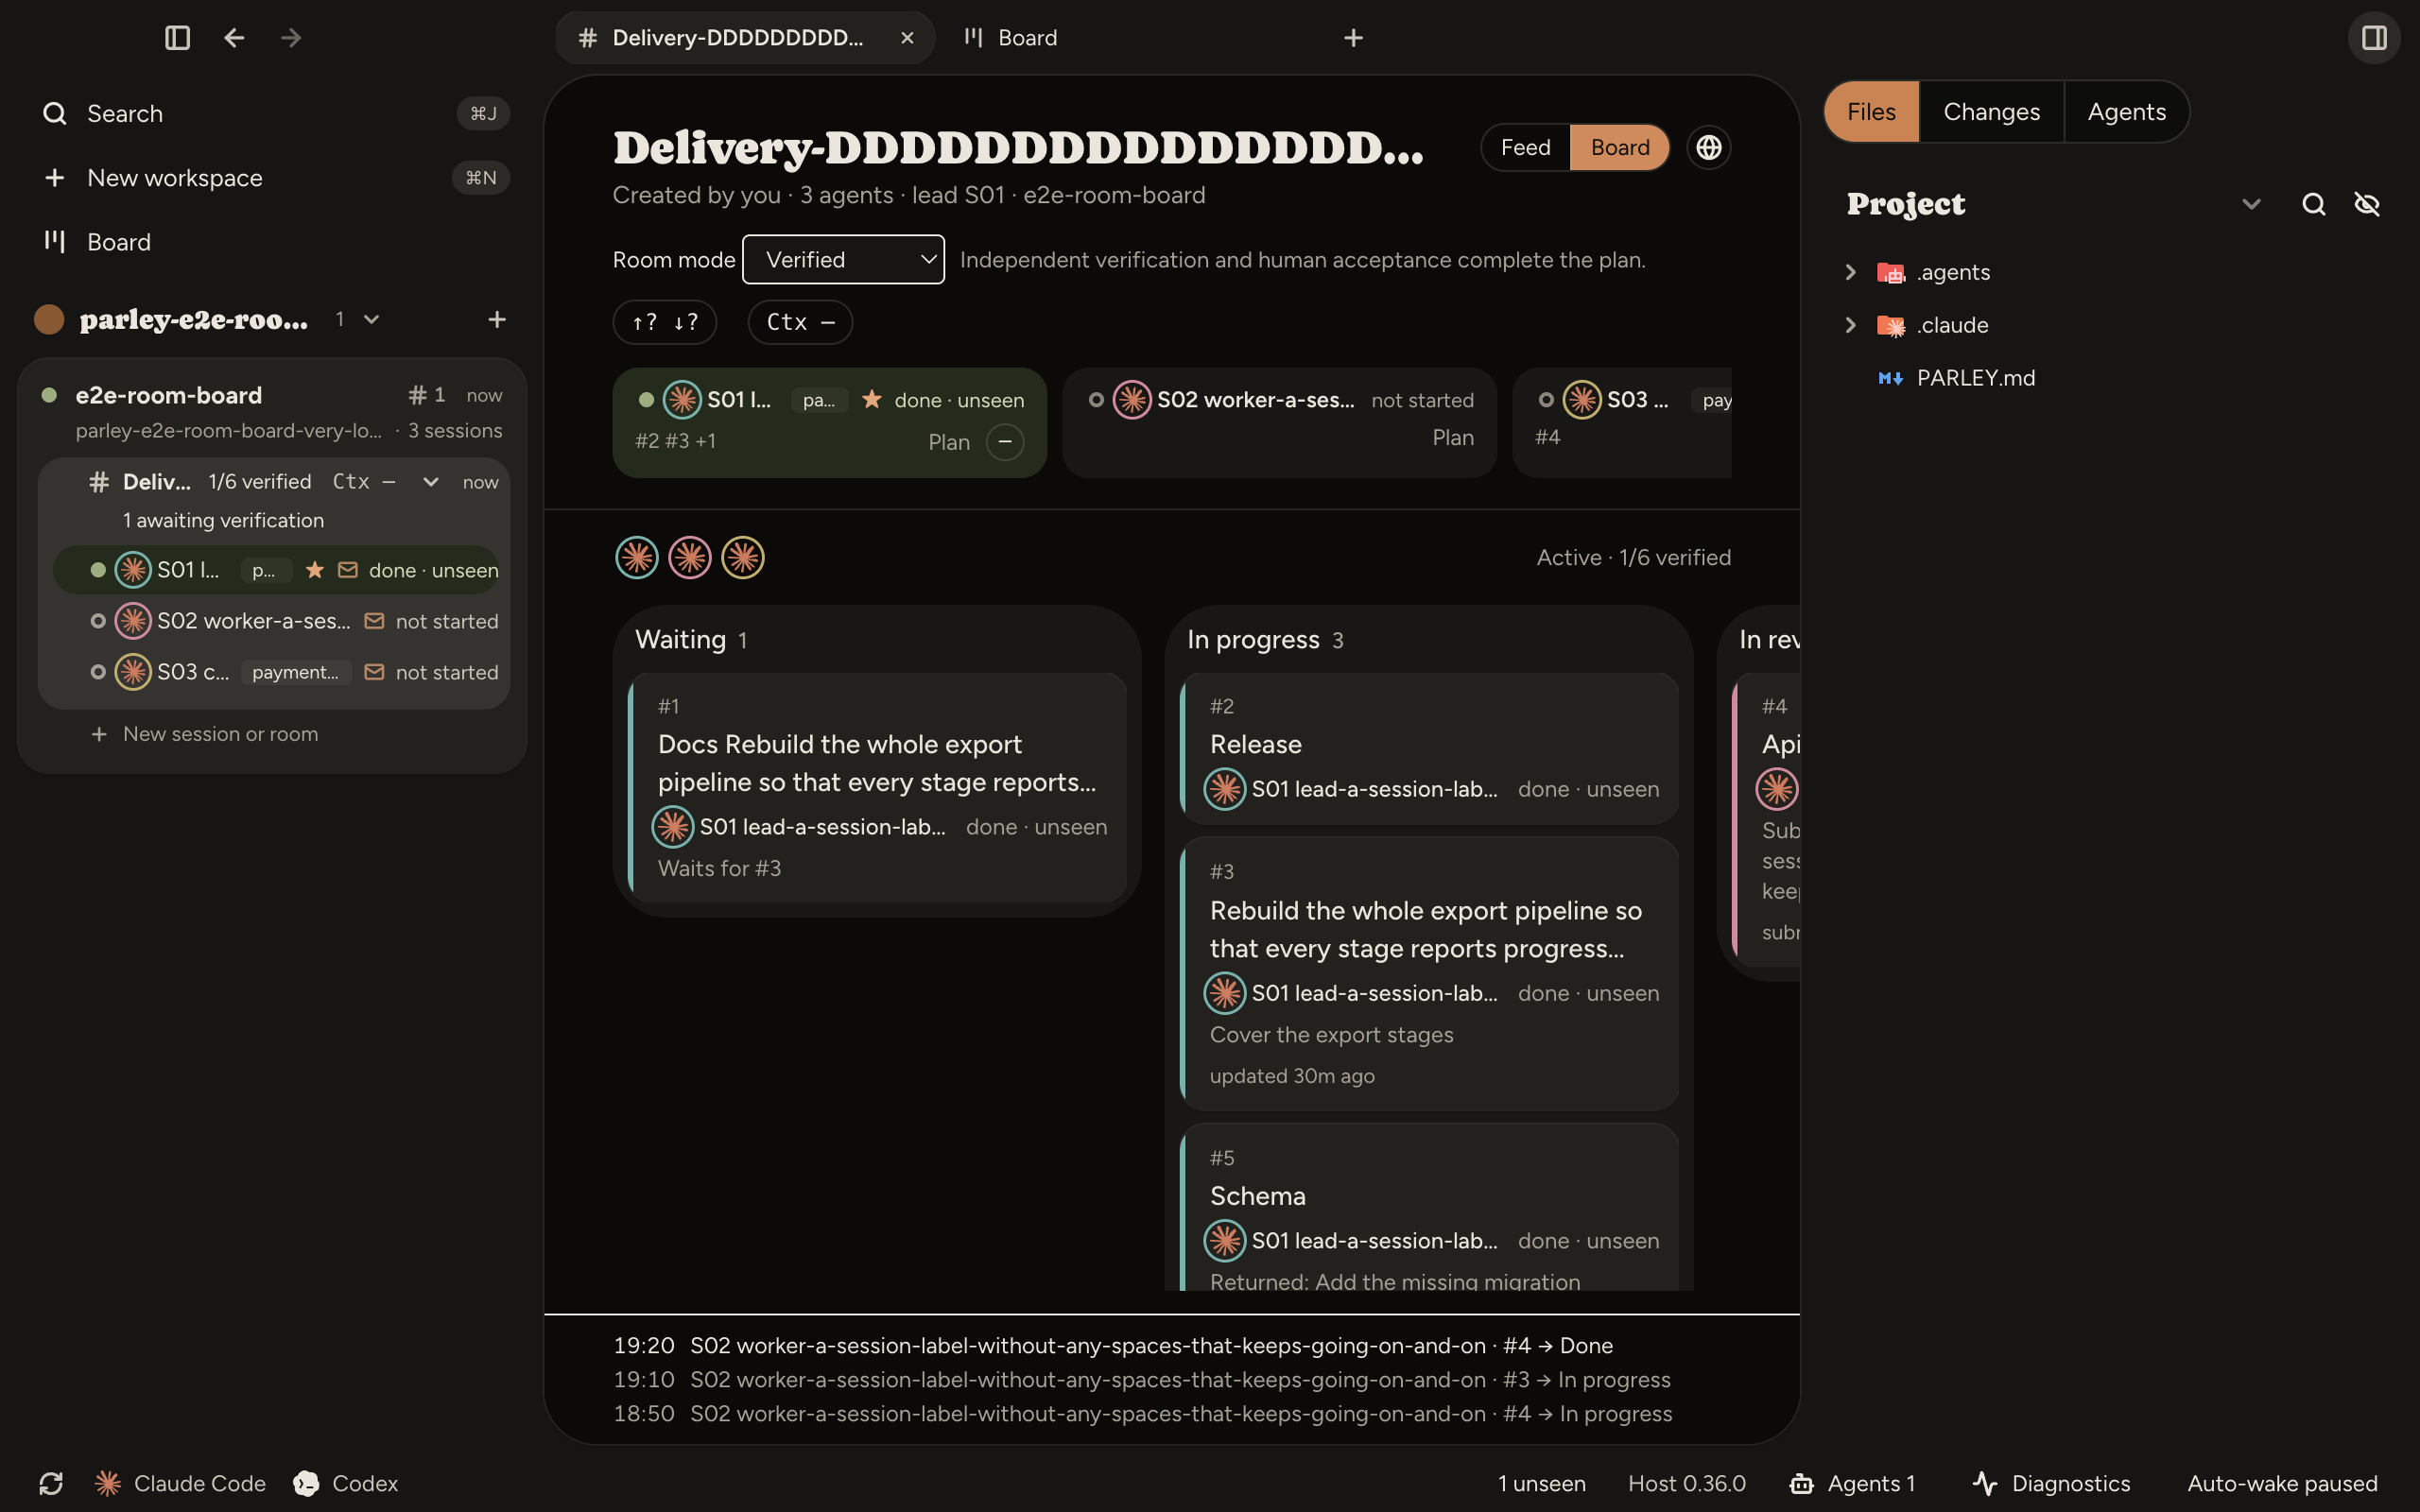 Delivery-DDDDDDDDD...
Board
Search ⌘J
New workspace ⌘N
Board
parley-e2e-roo... 1
e2e-room-board # 1 now
parley-e2e-room-board-very-lo... · 3 sessions
# Deliv... 1/6 verified Ctx – now
1 awaiting verification
S01 l... p... done · unseen
S02 worker-a-ses... not started
S03 c... payment... not started
+ New session or room
Delivery-DDDDDDDDDDDDDDDDD...
Feed Board
Created by you · 3 agents · lead S01 · e2e-room-board
Room mode Verified Independent verification and human acceptance complete the plan.
↑? ↓? Ctx –
S01 l... pa... done · unseen
#2 #3 +1 Plan
S02 worker-a-ses... not started
Plan
S03 ... pay
#4
Active · 1/6 verified
Waiting 1
#1
Docs Rebuild the whole export
pipeline so that every stage reports...
S01 lead-a-session-lab... done · unseen
Waits for #3
In progress 3
#2
Release
S01 lead-a-session-lab... done · unseen
#3
Rebuild the whole export pipeline so
that every stage reports progress...
S01 lead-a-session-lab... done · unseen
Cover the export stages
updated 30m ago
#5
Schema
S01 lead-a-session-lab... done · unseen
Returned: Add the missing migration
In rev
#4
Api
Sub
sess
keep
subr
19:20 S02 worker-a-session-label-without-any-spaces-that-keeps-going-on-and-on · #4 → Done
19:10 S02 worker-a-session-label-without-any-spaces-that-keeps-going-on-and-on · #3 → In progress
18:50 S02 worker-a-session-label-without-any-spaces-that-keeps-going-on-and-on · #4 → In progress
Files Changes Agents
Project
.agents
.claude
PARLEY.md
Claude Code Codex
1 unseen Host 0.36.0 Agents 1 Diagnostics Auto-wake paused